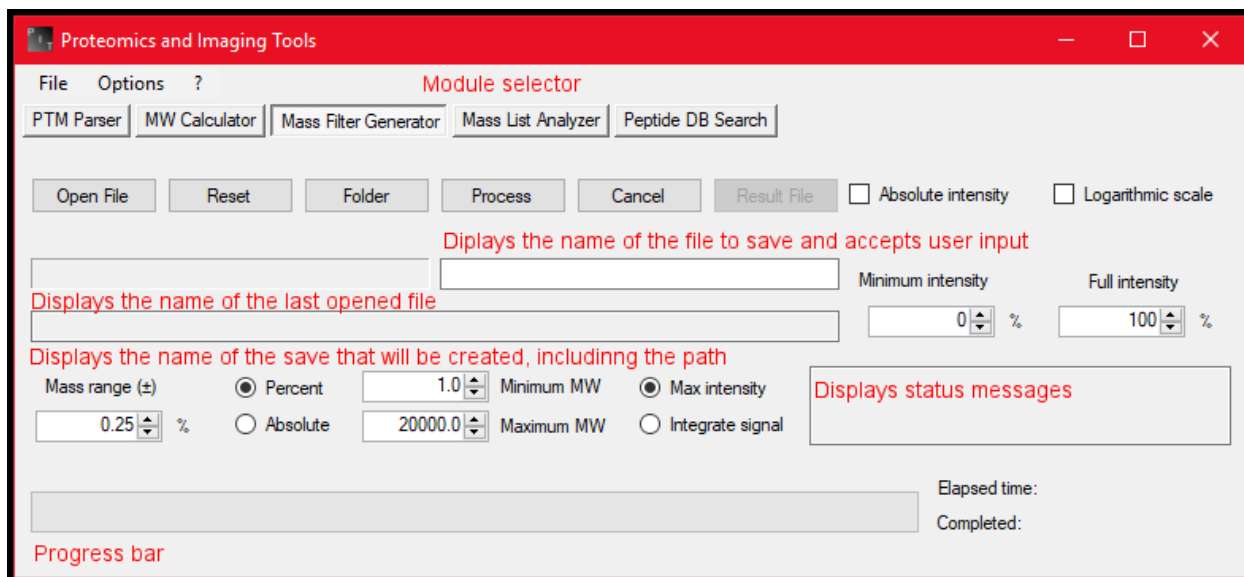 PIT Proteomics and Imaging Tools
File Options ? Module selector
PTM Parser MW Calculator Mass Filter Generator Mass List Analyzer Peptide DB Search
Open File Reset Folder Process Cancel Result File Absolute intensity Logarithmic scale
Diplays the name of the file to save and accepts user input
Minimum intensity Full intensity
Displays the name of the last opened file
0 % 100 %
Displays the name of the save that will be created, includinng the path
Mass range (±) Percent 1.0 Minimum MW Max intensity Displays status messages
0.25 % Absolute 20000.0 Maximum MW Integrate signal
Elapsed time:
Completed:
Progress bar